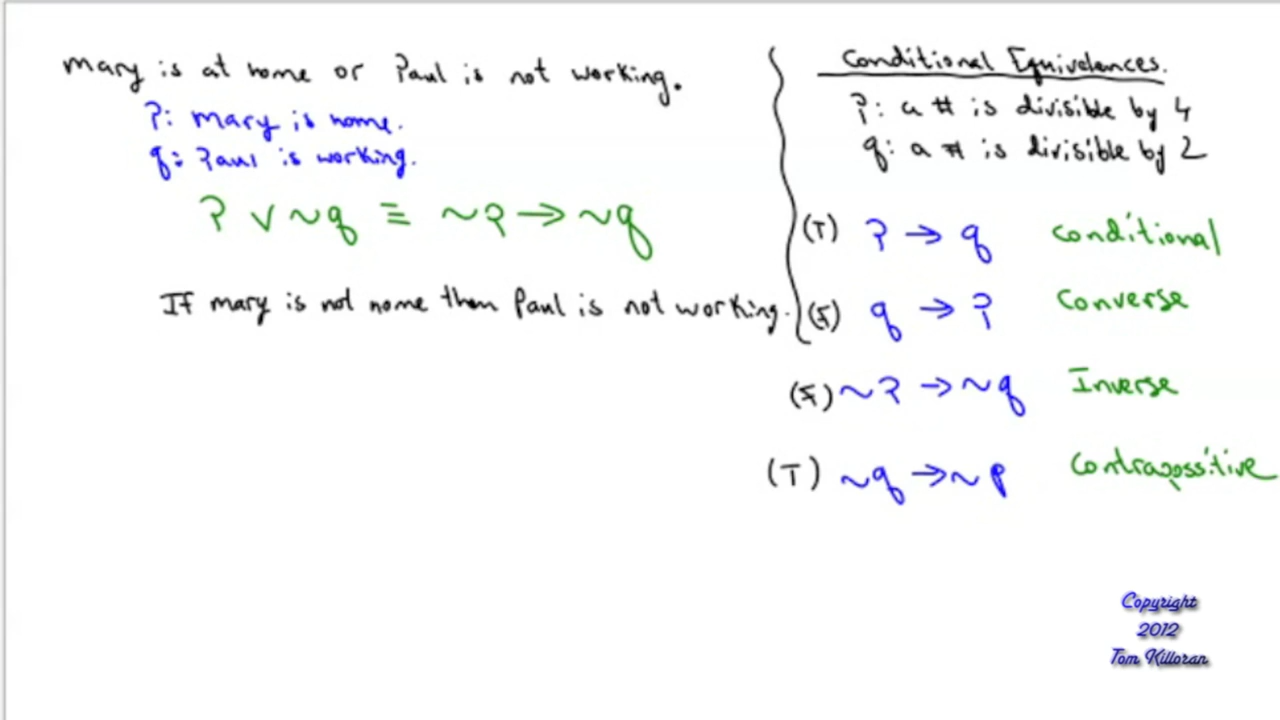 Mary is at home or Paul is not working.
P: Mary is home.
q: Paul is working.
P ∨ ~q ≡ ~P → ~q
If Mary is not home then Paul is not working.
Conditional Equivalences.
P: a # is divisible by 4
q: a # is divisible by 2
(T) P → q Conditional
(F) q → P Converse
(F) ~P → ~q Inverse
(T) ~q → ~P Contrapossitive
Copyright
2012
Tom Killoran